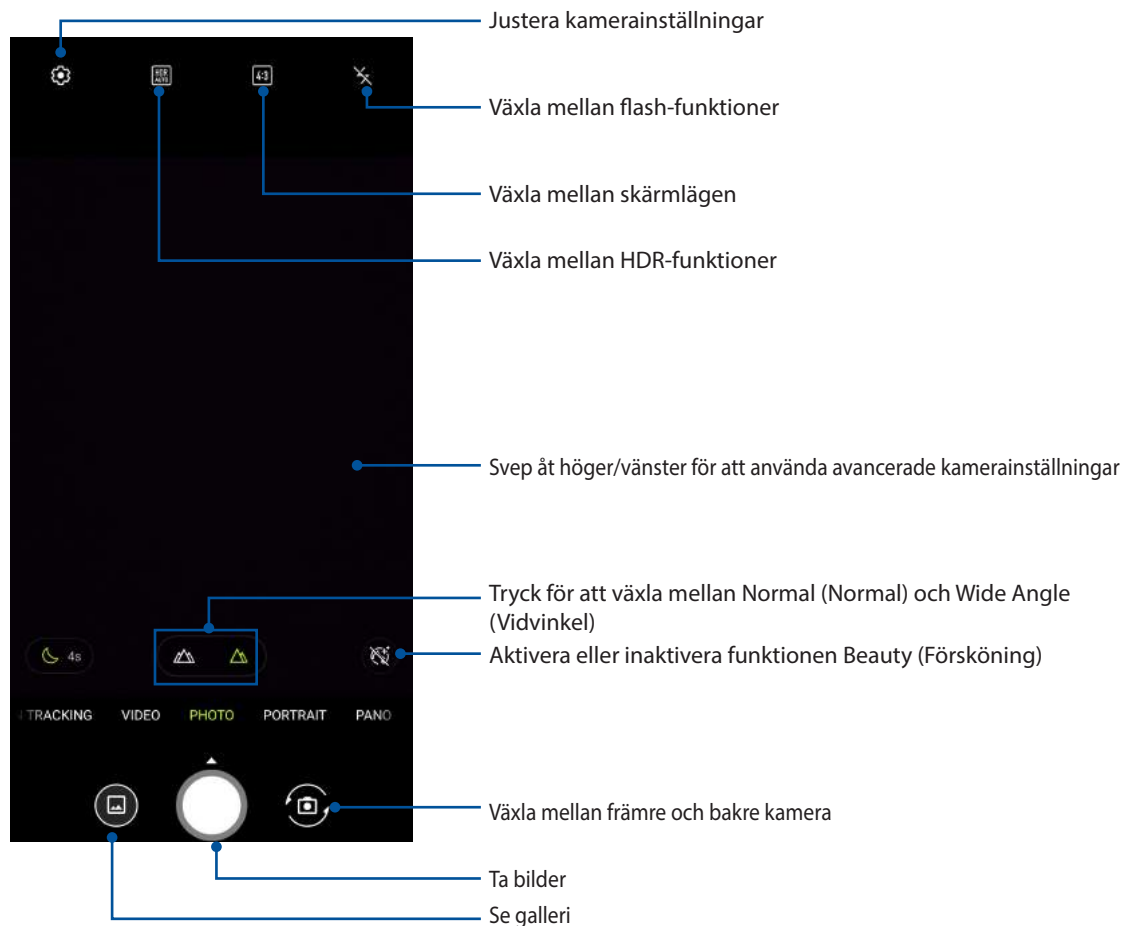 Justera kamerainställningar
HDR
AUTO
4:3
Växla mellan flash-funktioner
Växla mellan skärmlägen
Växla mellan HDR-funktioner
Svep åt höger/vänster för att använda avancerade kamerainställningar
Tryck för att växla mellan Normal (Normal) och Wide Angle
(Vidvinkel)
4s
Aktivera eller inaktivera funktionen Beauty (Försköning)
N TRACKING VIDEO PHOTO PORTRAIT PANO
Växla mellan främre och bakre kamera
Ta bilder
Se galleri